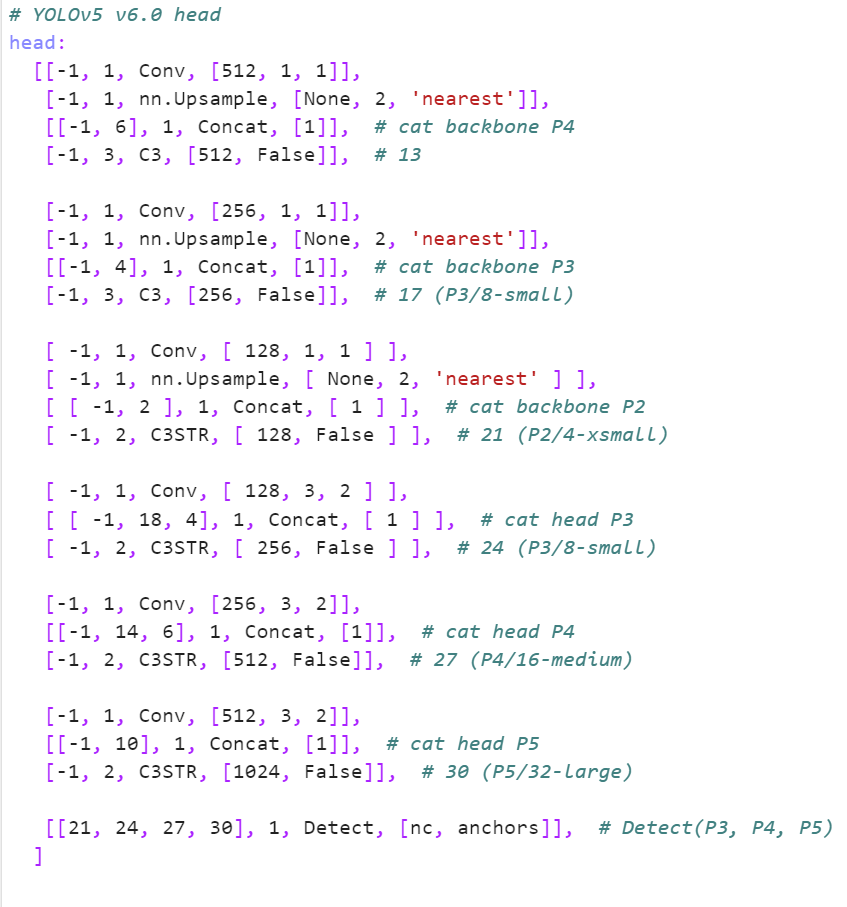 # YOLOv5 v6.0 head
head:
  [[-1, 1, Conv, [512, 1, 1]],
   [-1, 1, nn.Upsample, [None, 2, 'nearest']],
   [[-1, 6], 1, Concat, [1]],  # cat backbone P4
   [-1, 3, C3, [512, False]],  # 13

   [-1, 1, Conv, [256, 1, 1]],
   [-1, 1, nn.Upsample, [None, 2, 'nearest']],
   [[-1, 4], 1, Concat, [1]],  # cat backbone P3
   [-1, 3, C3, [256, False]],  # 17 (P3/8-small)

   [ -1, 1, Conv, [ 128, 1, 1 ] ],
   [ -1, 1, nn.Upsample, [ None, 2, 'nearest' ] ],
   [ [ -1, 2 ], 1, Concat, [ 1 ] ],  # cat backbone P2
   [ -1, 2, C3STR, [ 128, False ] ],  # 21 (P2/4-xsmall)

   [ -1, 1, Conv, [ 128, 3, 2 ] ],
   [ [ -1, 18, 4], 1, Concat, [ 1 ] ],  # cat head P3
   [ -1, 2, C3STR, [ 256, False ] ],  # 24 (P3/8-small)

   [-1, 1, Conv, [256, 3, 2]],
   [[-1, 14, 6], 1, Concat, [1]],  # cat head P4
   [-1, 2, C3STR, [512, False]],  # 27 (P4/16-medium)

   [-1, 1, Conv, [512, 3, 2]],
   [[-1, 10], 1, Concat, [1]],  # cat head P5
   [-1, 2, C3STR, [1024, False]],  # 30 (P5/32-large)

   [[21, 24, 27, 30], 1, Detect, [nc, anchors]],  # Detect(P3, P4, P5)
  ]